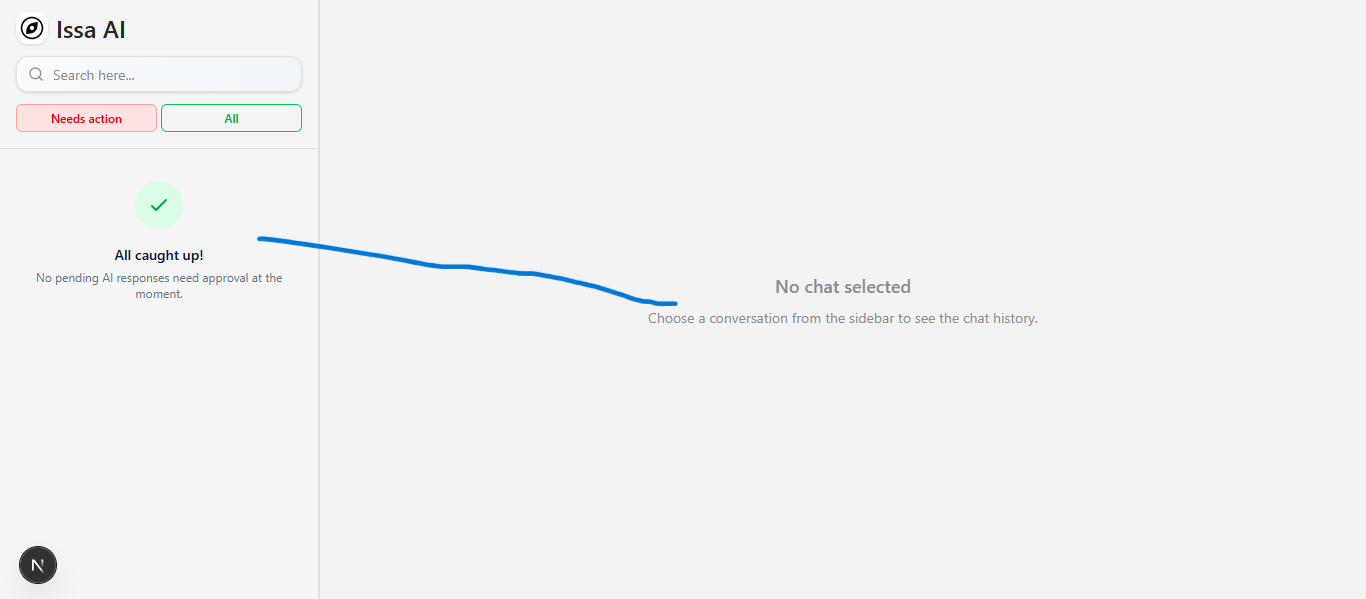 Issa AI
Search here...
Needs action
All
All caught up!
No pending AI responses need approval at the
moment.
No chat selected
Choose a conversation from the sidebar to see the chat history.
N